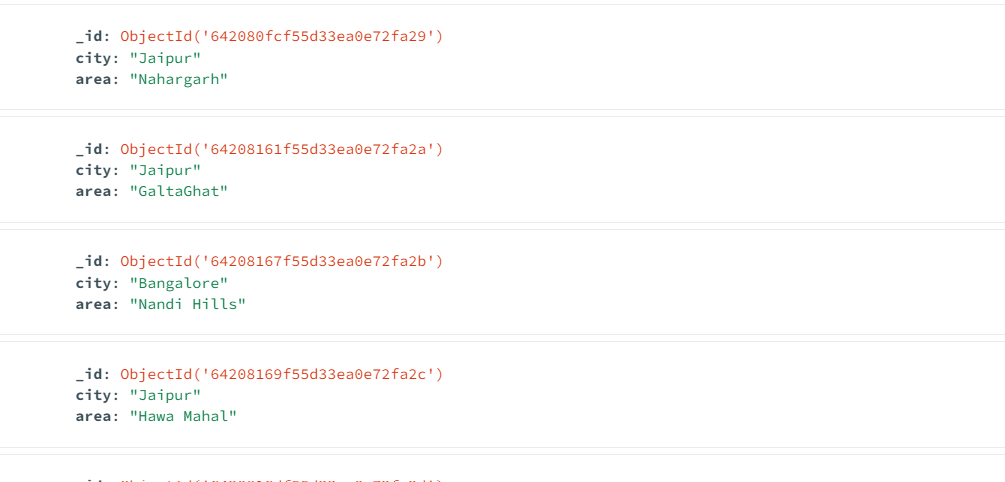 _id: ObjectId('642080fcf55d33ea0e72fa29')
city: "Jaipur"
area: "Nahargarh"
_id: ObjectId('64208161f55d33ea0e72fa2a')
city: "Jaipur"
area: "GaltaGhat"
_id: ObjectId('64208167f55d33ea0e72fa2b')
city: "Bangalore"
area: "Nandi Hills"
_id: ObjectId('64208169f55d33ea0e72fa2c')
city: "Jaipur"
area: "Hawa Mahal"